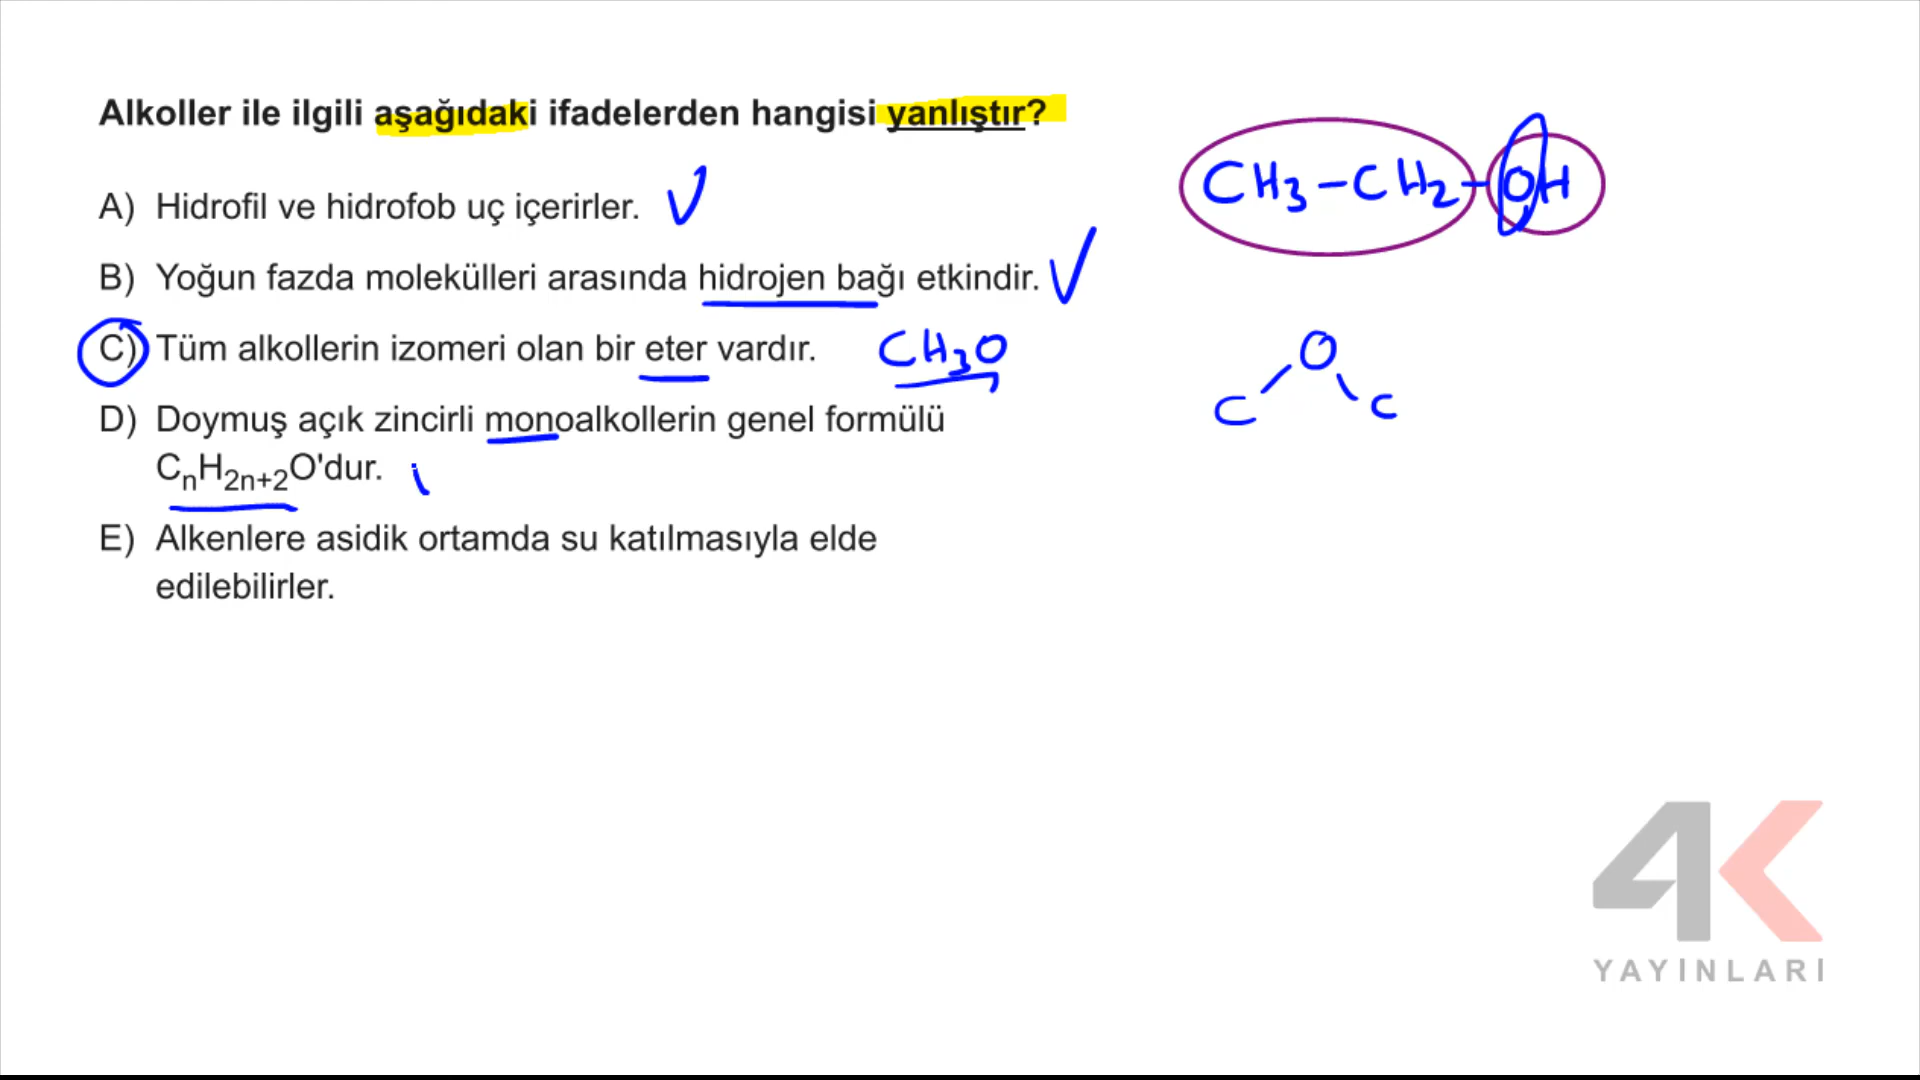 Alkoller ile ilgili aşağıdaki ifadelerden hangisi yanlıştır?
A) Hidrofil ve hidrofob uç içerirler.
B) Yoğun fazda molekülleri arasında hidrojen bağı etkindir.
C) Tüm alkollerin izomeri olan bir eter vardır.
D) Doymuş açık zincirli monoalkollerin genel formülü
CₙH₂ₙ₊₂O'dur.
E) Alkenlere asidik ortamda su katılmasıyla elde
edilebilirler.
CH₃-CH₂-OH
CH₃O
O
C C
4K
YAYINLARI